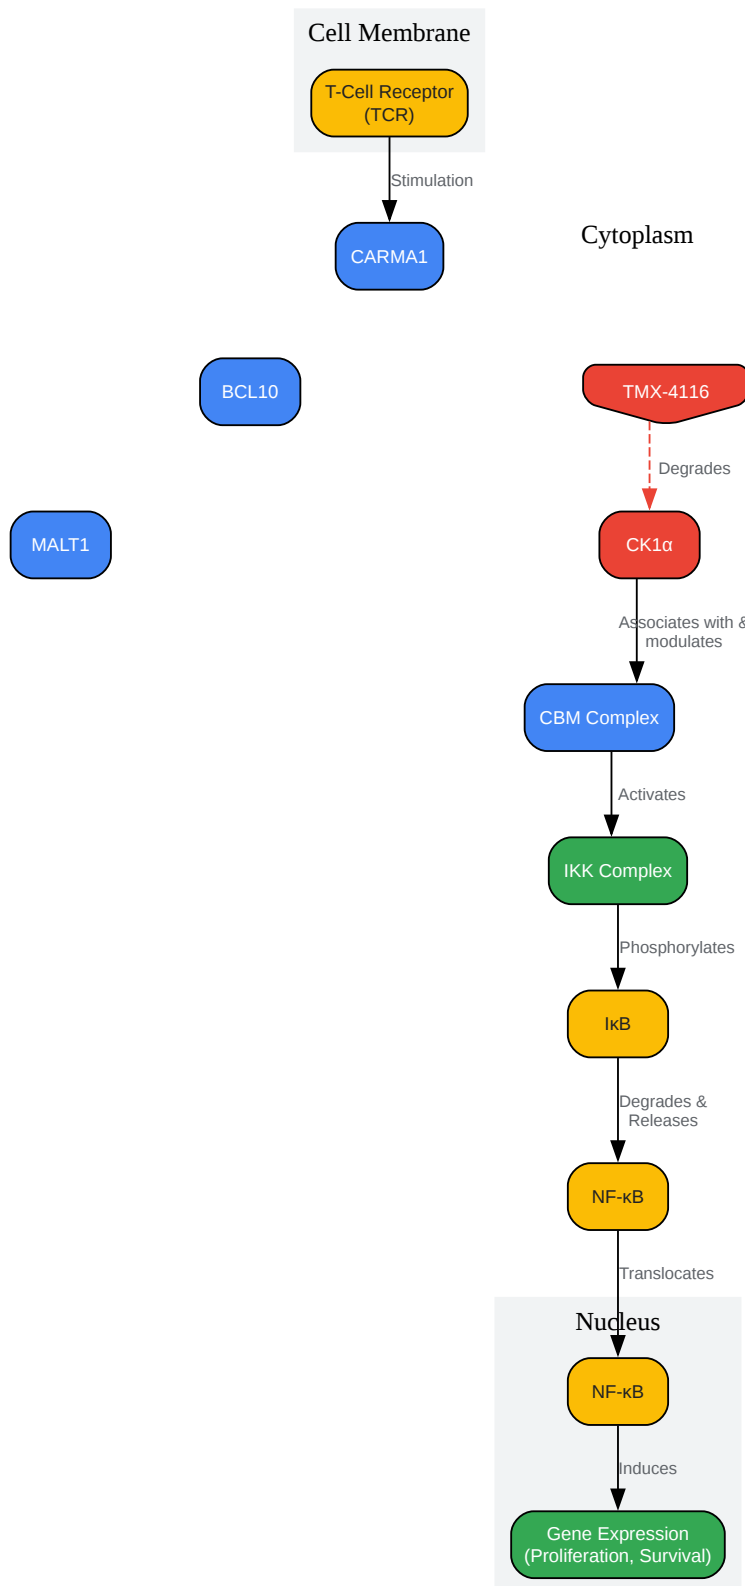 Cell Membrane
T-Cell Receptor
(TCR)
Stimulation
CARMA1
Cytoplasm
BCL10
TMX-4116
Degrades
MALT1
CK1α
Associates with &
modulates
CBM Complex
Activates
IKK Complex
Phosphorylates
IκB
Degrades &
Releases
NF-κB
Translocates
Nucleus
NF-κB
Induces
Gene Expression
(Proliferation, Survival)